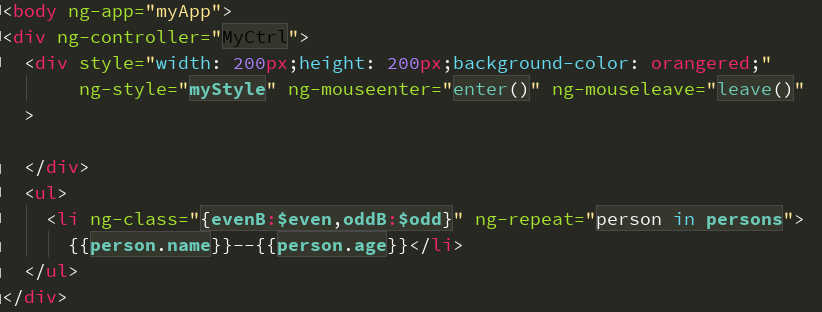 <body ng-app="myApp">
<div ng-controller="MyCtrl">
  <div style="width: 200px;height: 200px;background-color: orangered;"
       ng-style="myStyle" ng-mouseenter="enter()" ng-mouseleave="leave()"
  >

  </div>
  <ul>
    <li ng-class="{evenB:$even,oddB:$odd}" ng-repeat="person in persons">
      {{person.name}}--{{person.age}}</li>
  </ul>
</div>